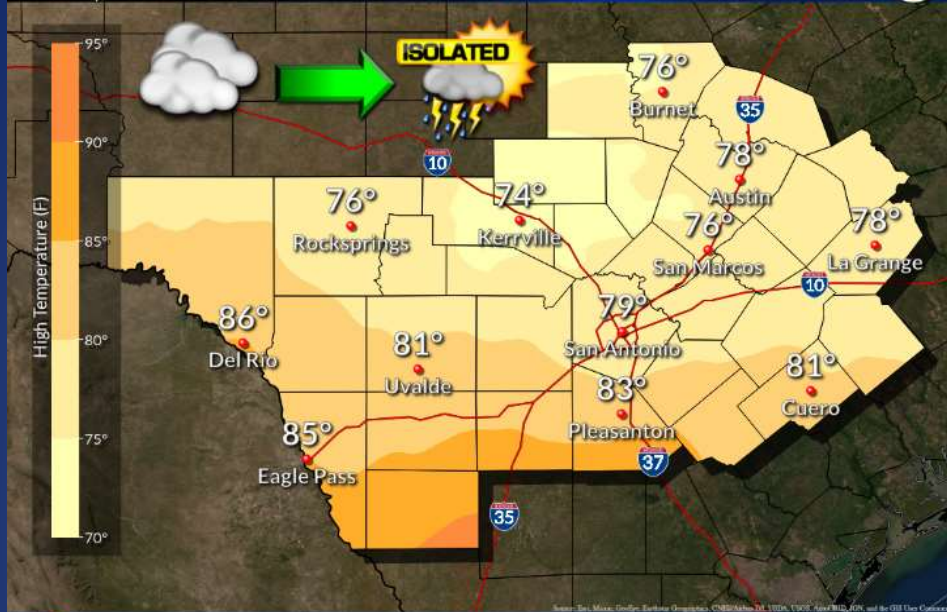 95°
90°
85°
80°
75°
70°
High Temperature (F)
ISOLATED
76°
Burnet
35
10
78°
Austin
76°
Rocksprings
74°
Kerrville
76°
San Marcos
78°
La Grange
10
86°
Del Rio
81°
Uvalde
79°
San Antonio
83°
Pleasanton
81°
Cuero
85°
Eagle Pass
37
35